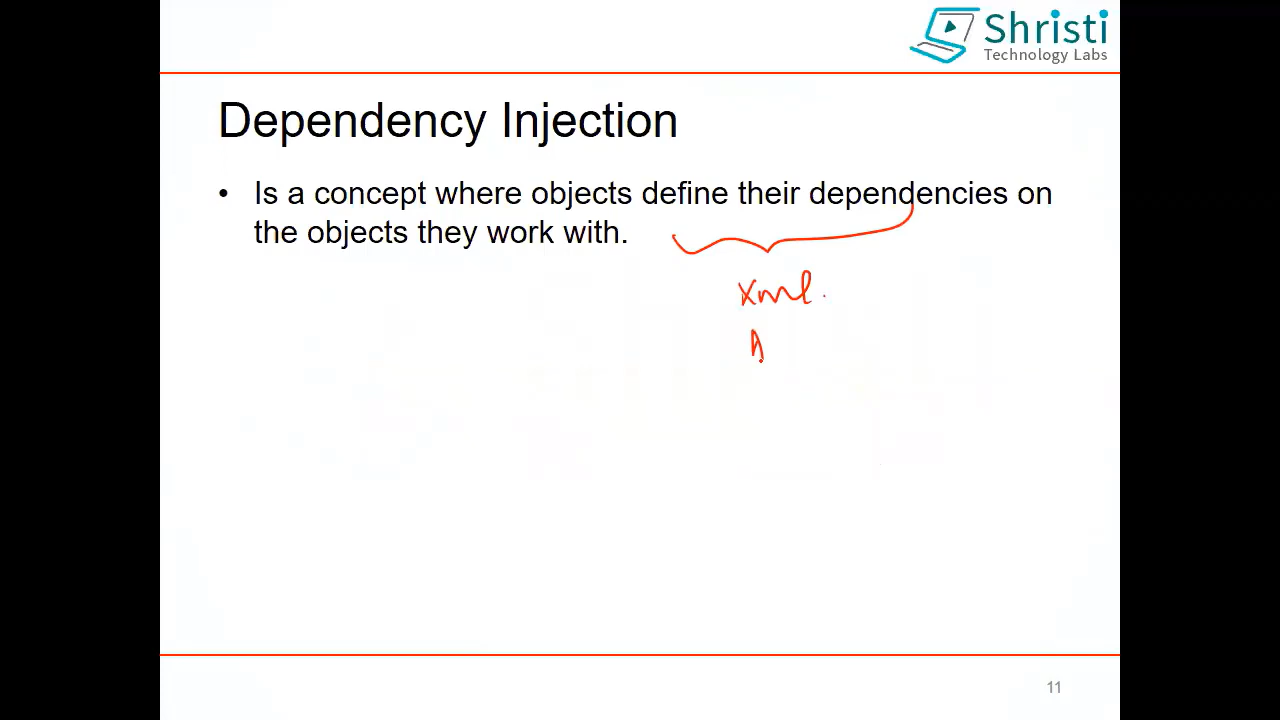 Shristi
Technology Labs
Dependency Injection
• Is a concept where objects define their dependencies on
the objects they work with.
Xml.
A
11